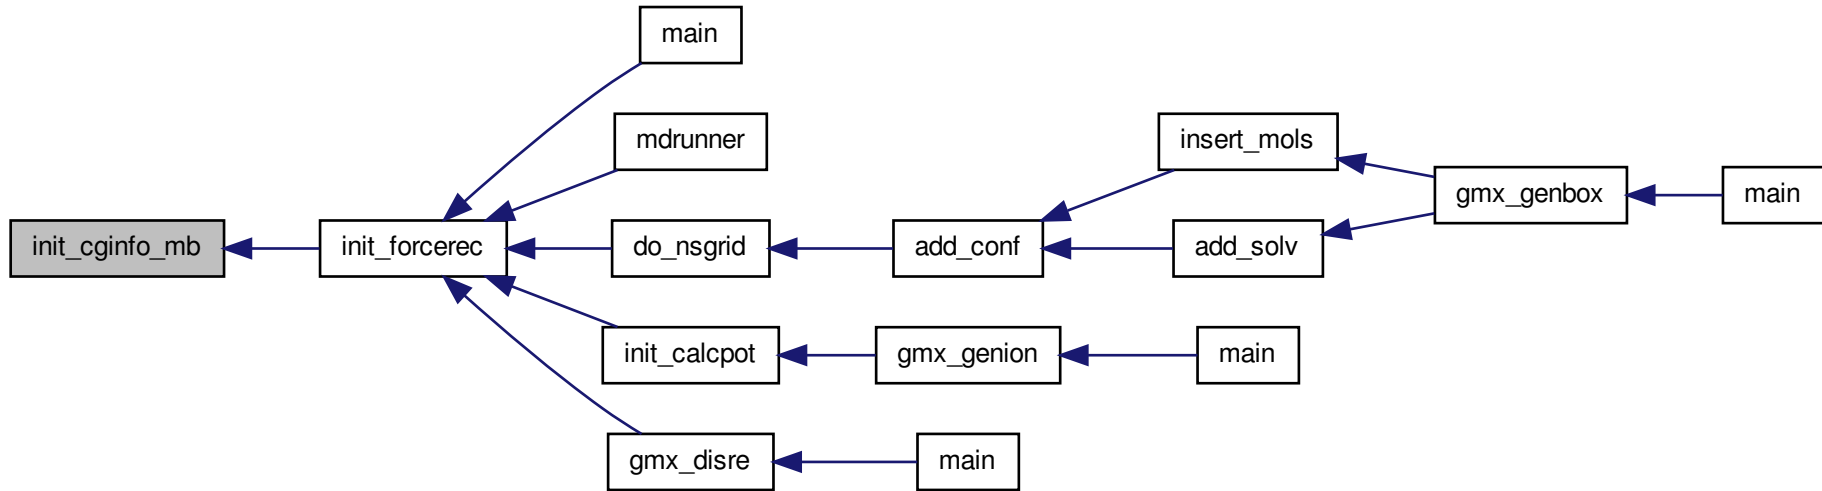 main
mdrunner
insert_mols
gmx_genbox
main
init_cginfo_mb
init_forcerec
do_nsgrid
add_conf
add_solv
init_calcpot
gmx_genion
main
gmx_disre
main